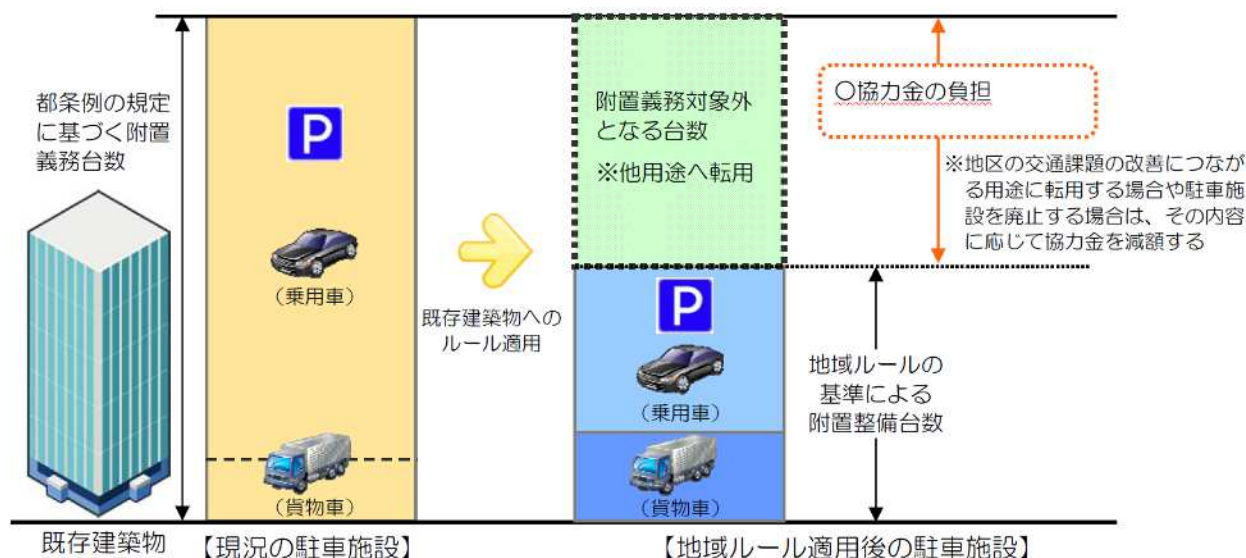 都条例の規定
に基づく附置
義務台数
既存建築物
P
(乗用車)
(貨物車)
【現況の駐車施設】
既存建築物への
ルール適用
附置義務対象外
となる台数
※他用途へ転用
P
(乗用車)
(貨物車)
【地域ルール適用後の駐車施設】
〇協力金の負担
※地区の交通課題の改善につなが
る用途に転用する場合や駐車施
設を廃止する場合は、その内容
に応じて協力金を減額する
地域ルールの
基準による
附置整備台数